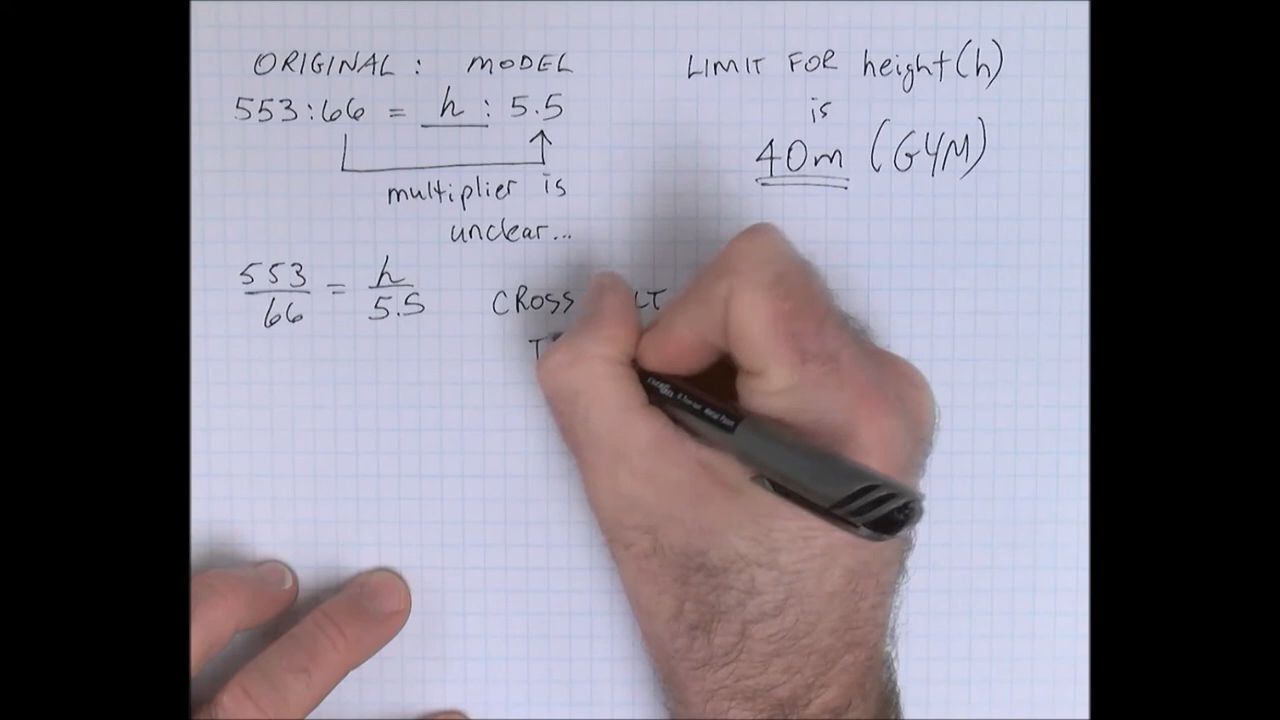 ORIGINAL : MODEL
553:66 = h : 5.5
multiplier is
unclear...
553/66 = h/5.5
CROSS
LIMIT FOR height(h)
is
40m (GYM)